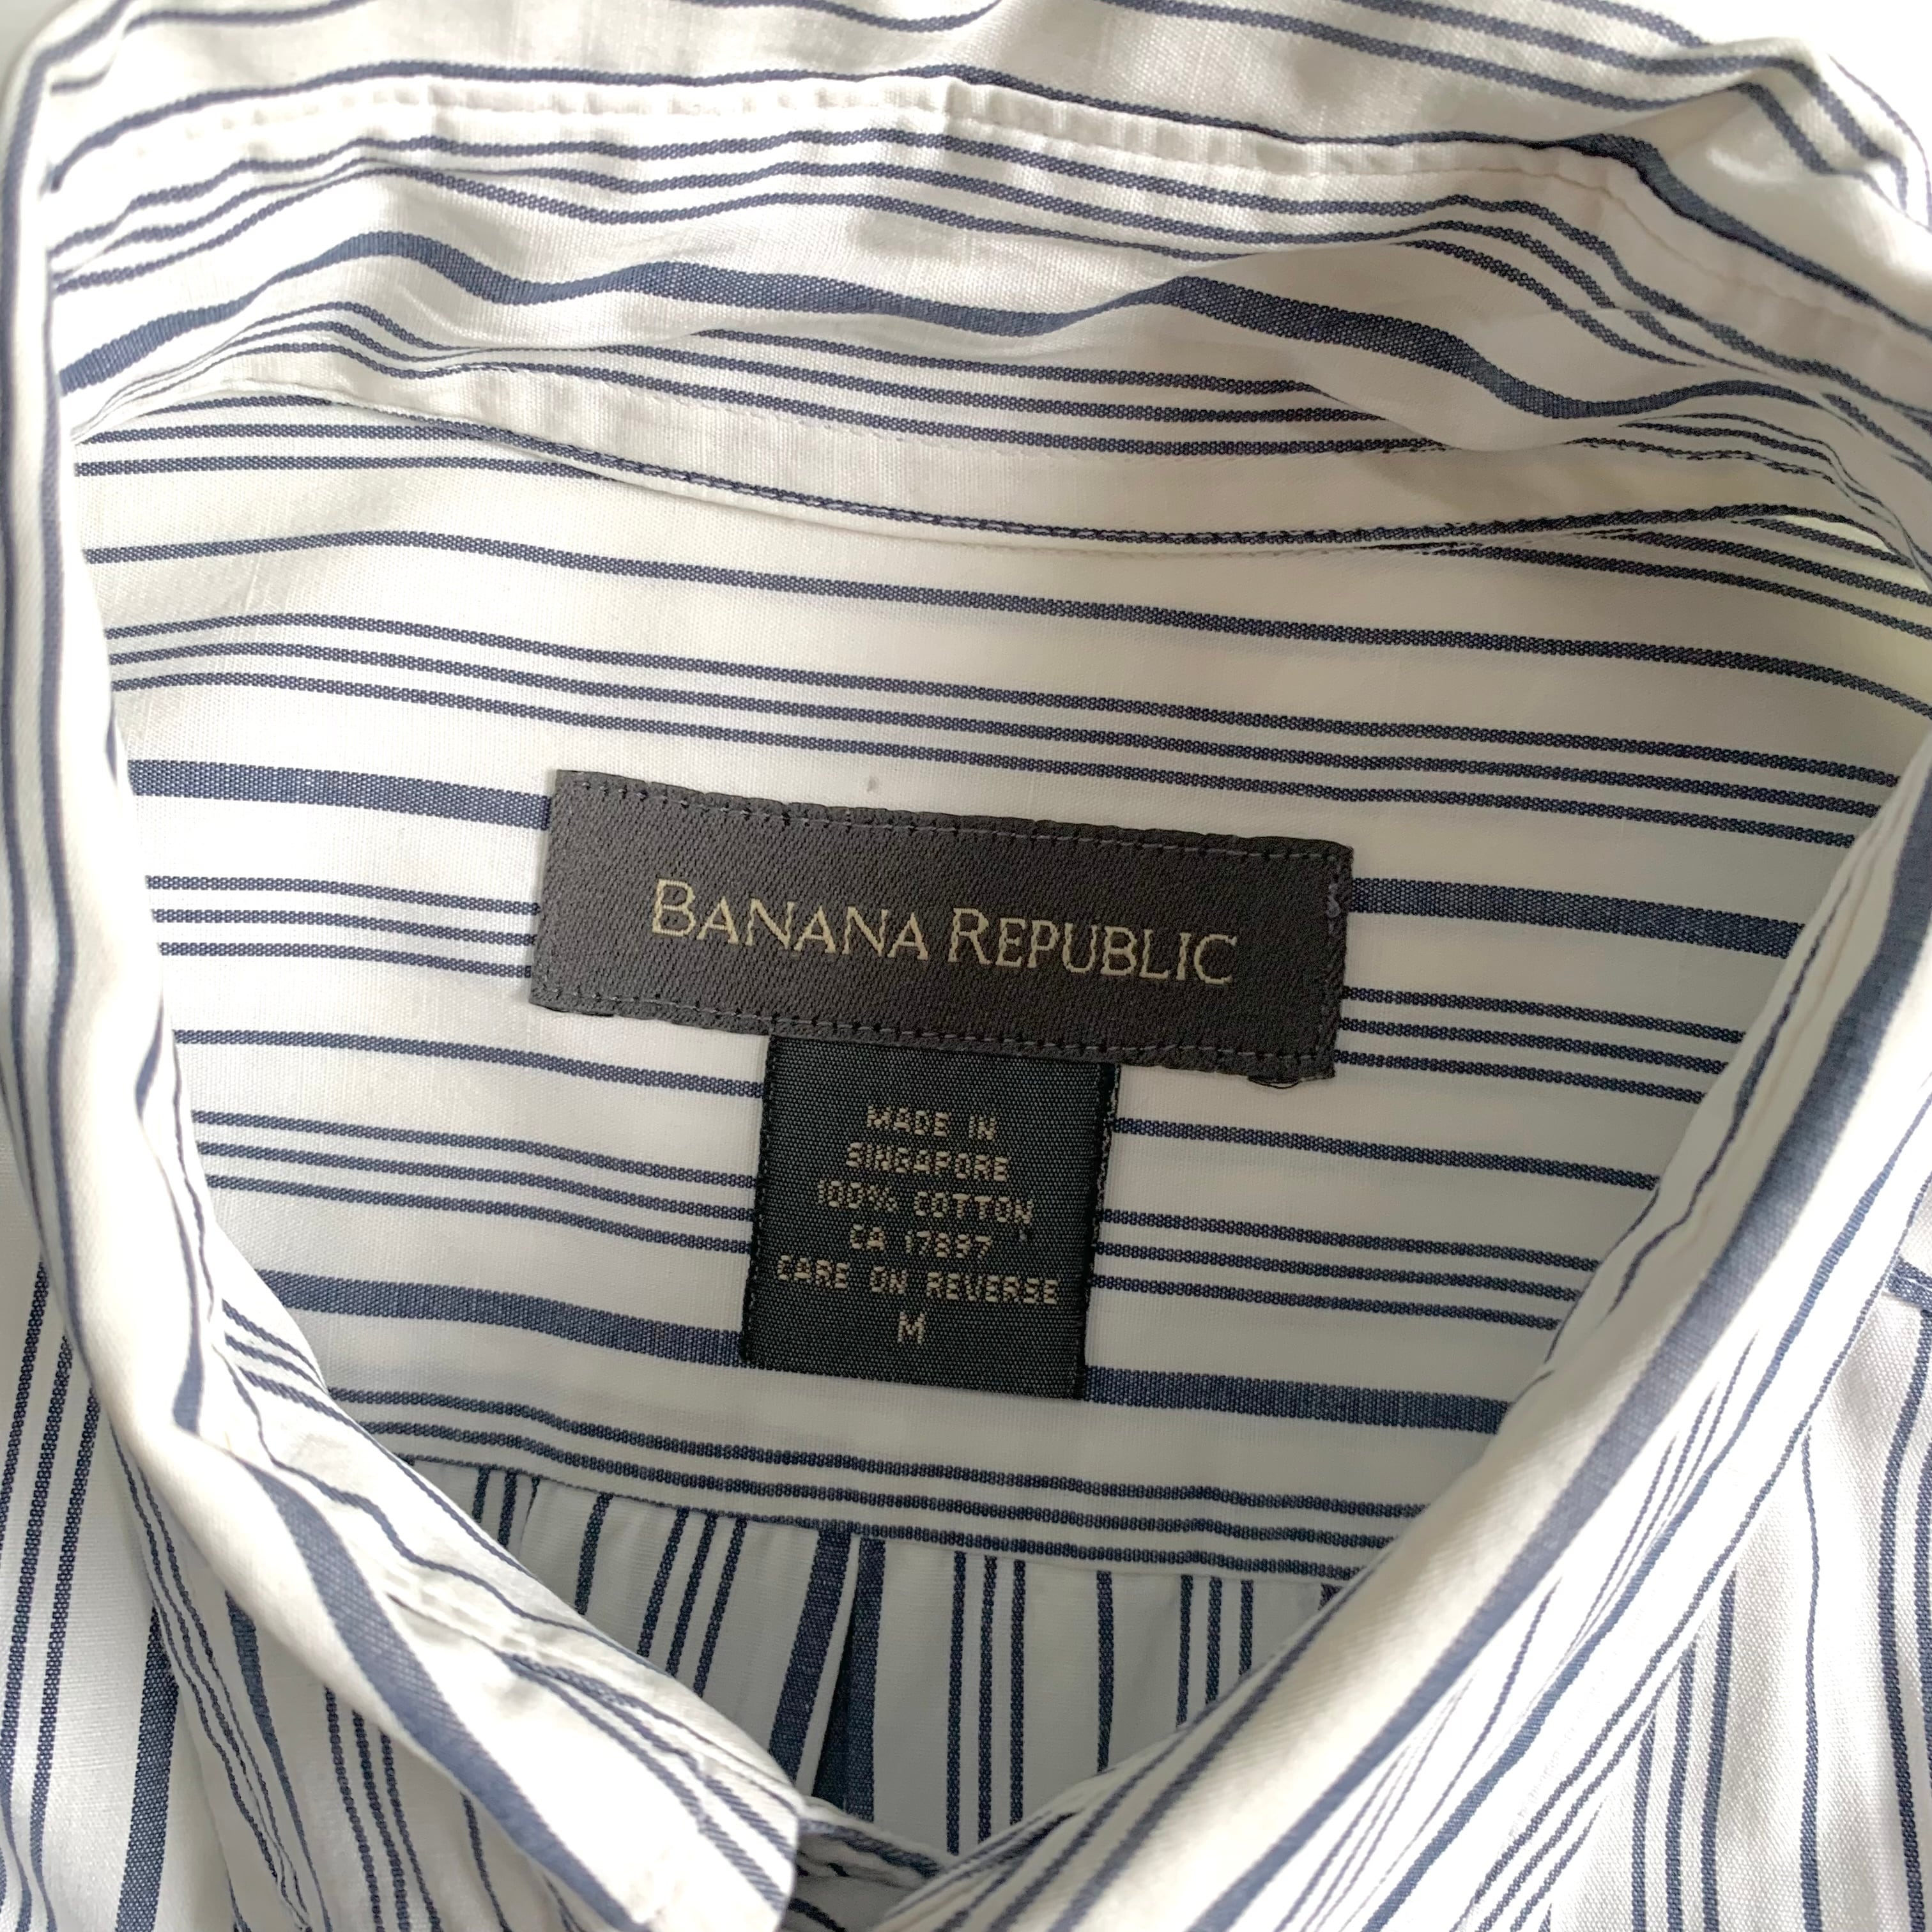 BANANA REPUBLIC
MADE IN
SINGAPORE
100% COTTON
CA 17897
CARE ON REVERSE
M